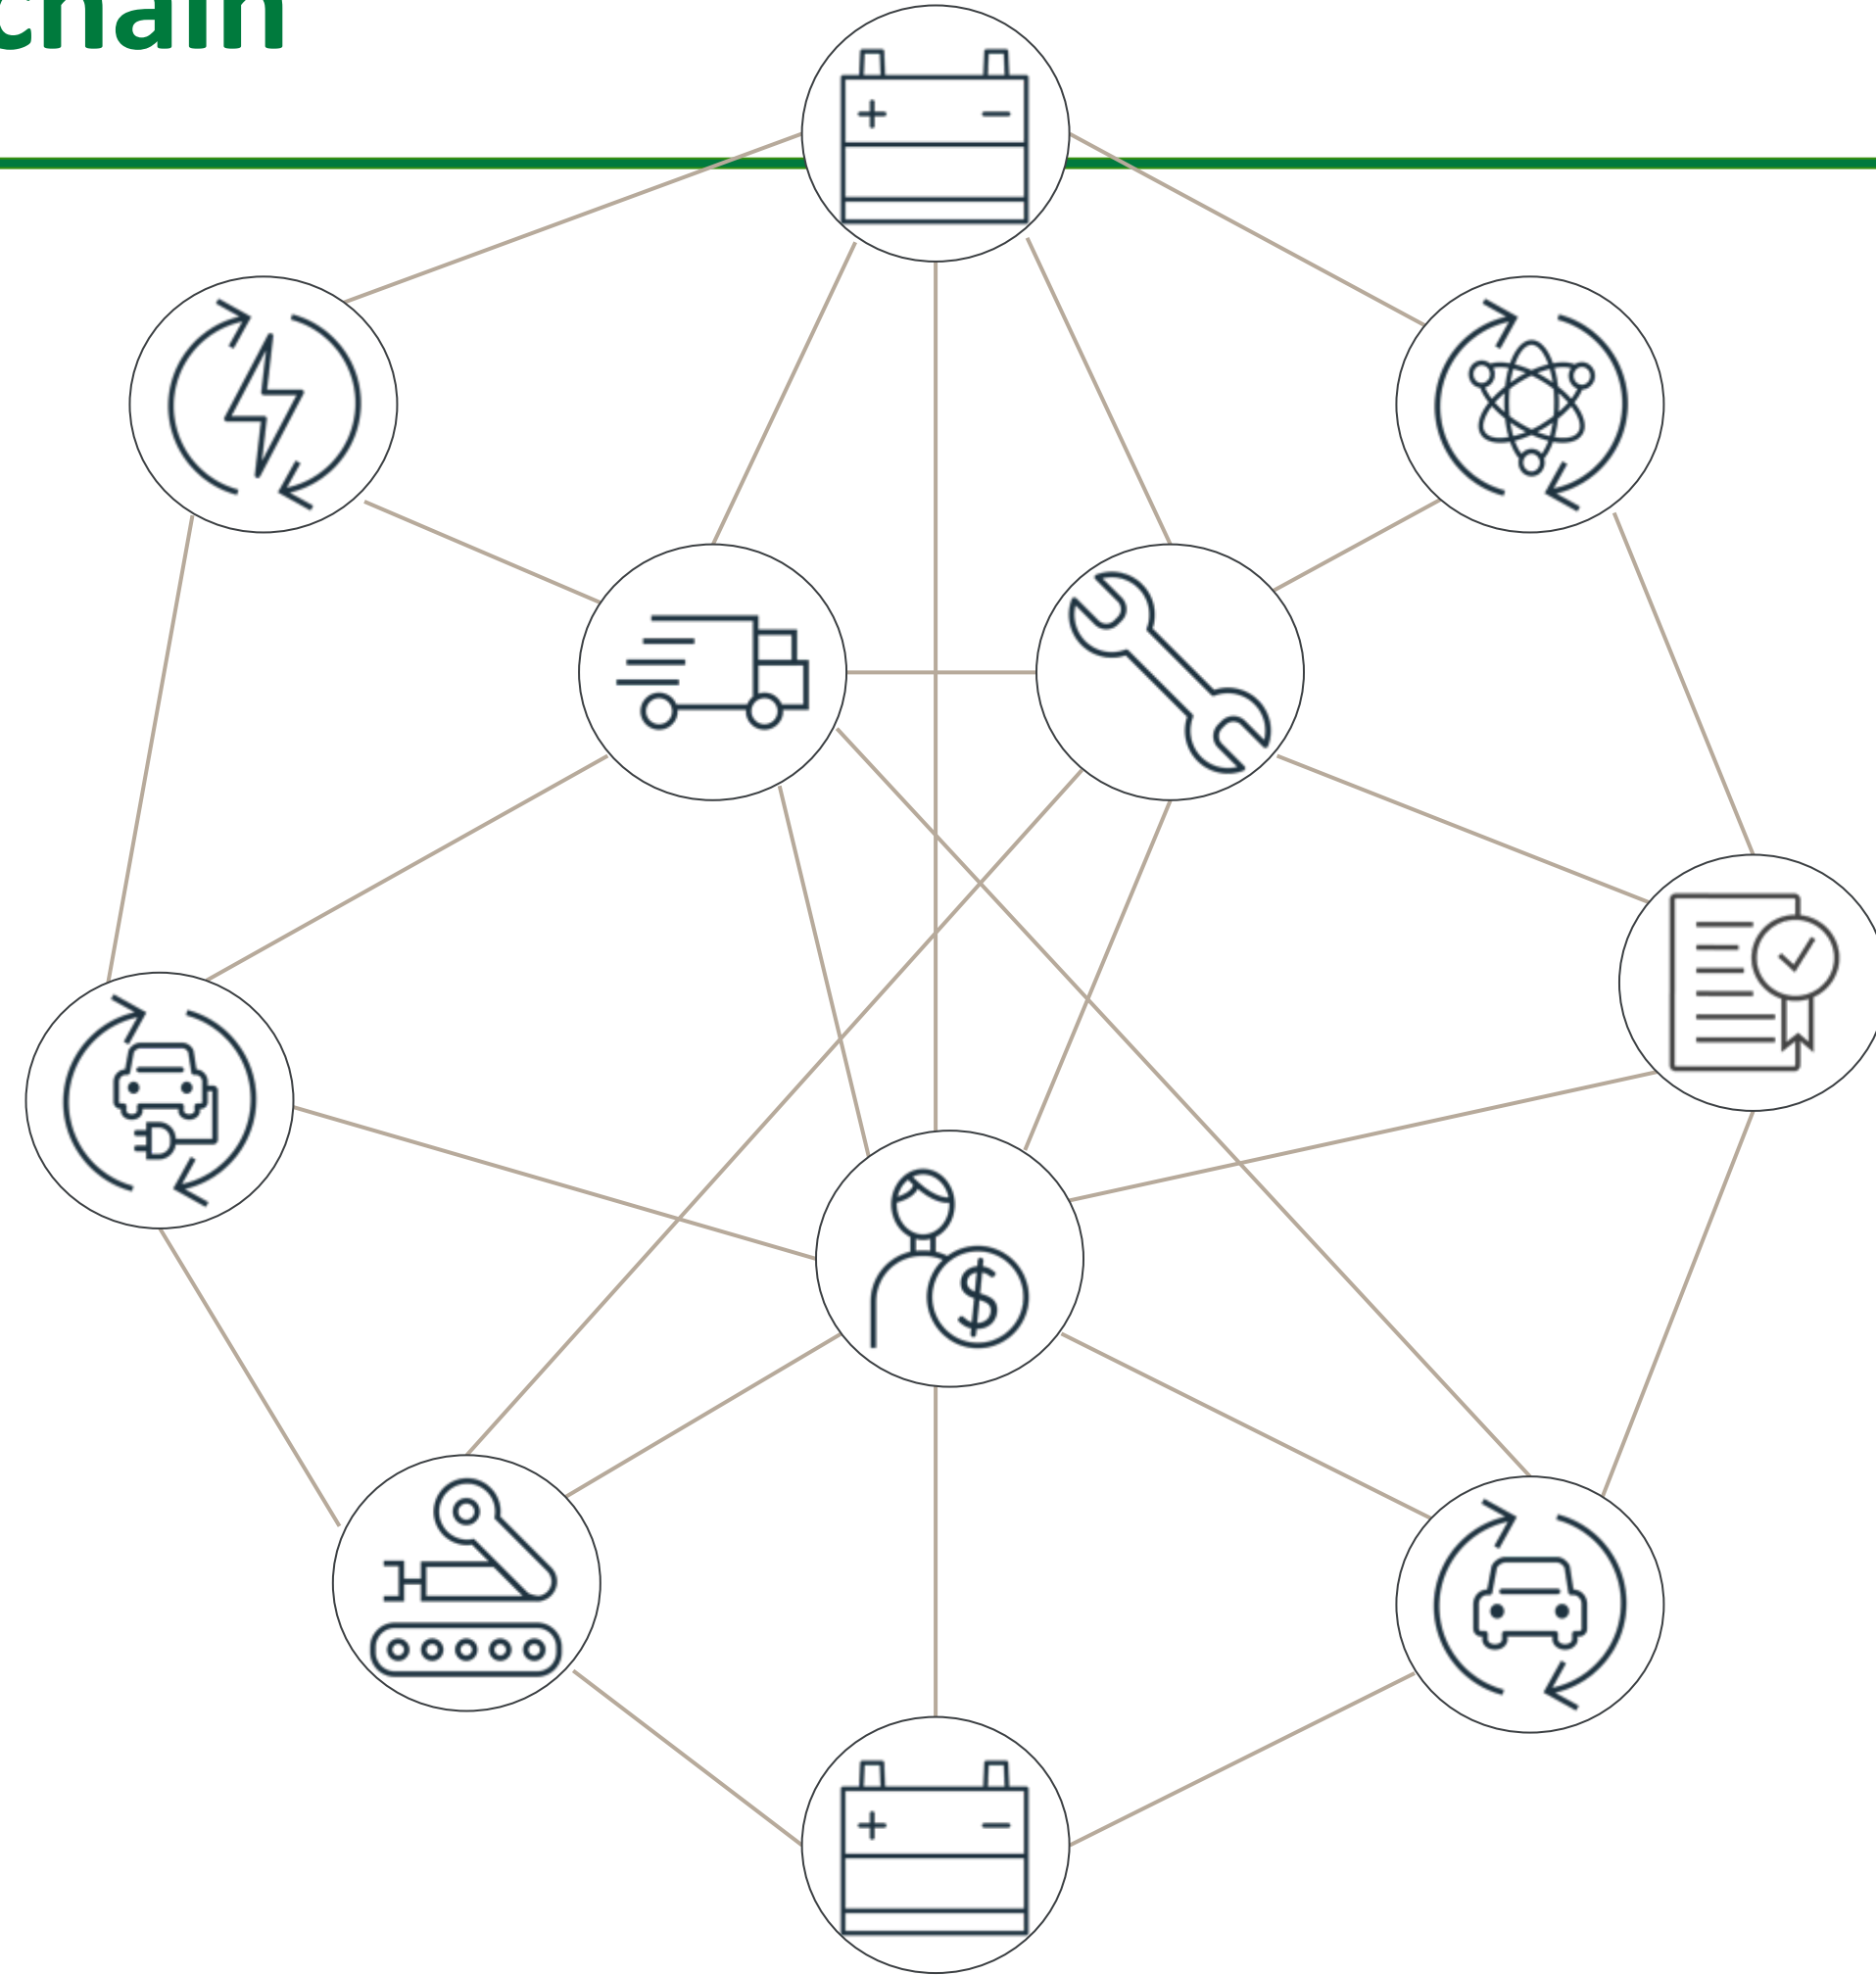 chain
+ −
$
+ −